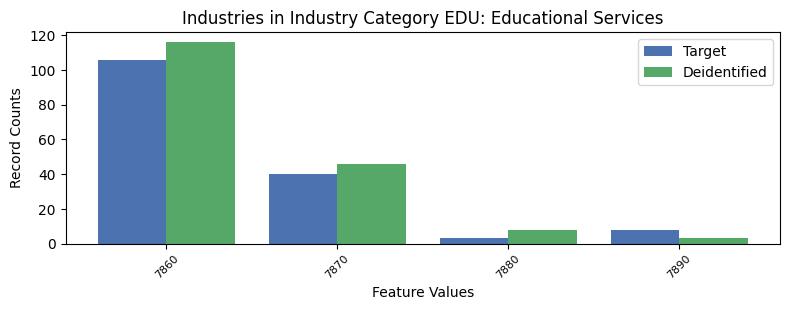 Industries in Industry Category EDU: Educational Services
120
100
80
60
40
20
0
Record Counts
Target
Deidentified
7860
7870
7880
7890
Feature Values